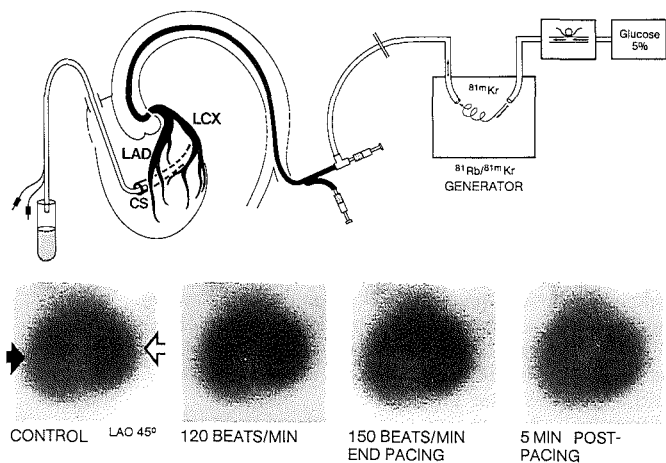 Glucose
5%
81mKr
LCX
LAD
CS
81Rb/81mKr
GENERATOR
CONTROL LAO 45º
120 BEATS/MIN
150 BEATS/MIN
END PACING
5 MIN POST-
PACING